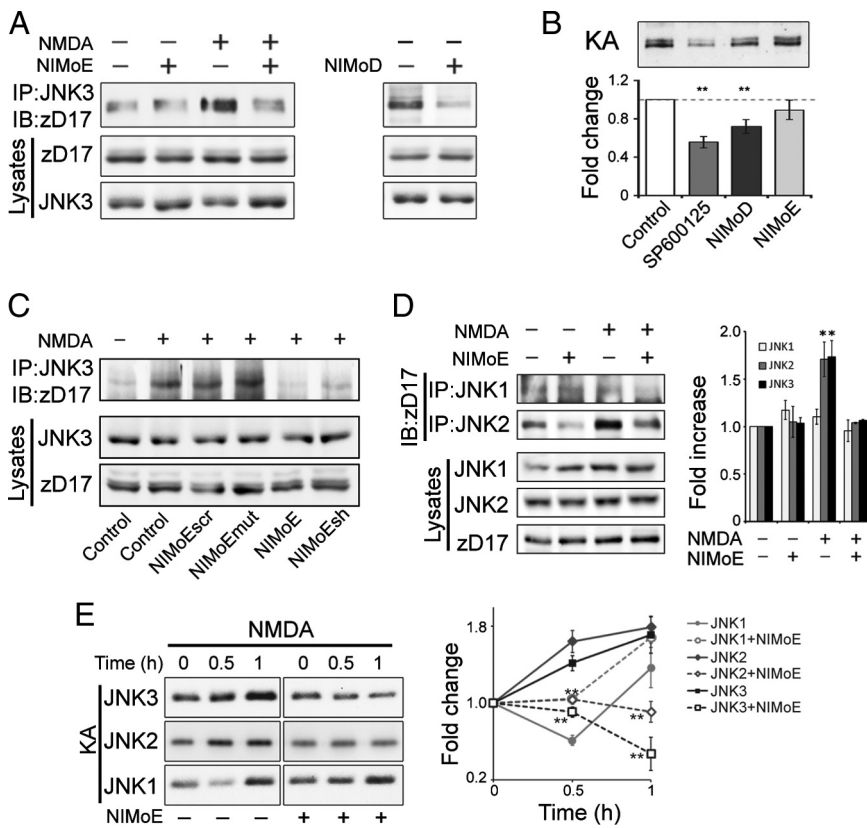 A
NMDA − − + +
NIMoE − + − +
NIMoD − +
IP:JNK3
IB:zD17
Lysates
zD17
JNK3
B
KA
Fold change
1.2
0.8
0.4
0
** **
Control
SP600125
NIMoD
NIMoE
C
NMDA − + + + + +
IP:JNK3
IB:zD17
Lysates
JNK3
zD17
Control
Control
NIMoEscr
NIMoEmut
NIMoE
NIMoEsh
D
NMDA − − + +
NIMoE − + − +
IB:zD17
IP:JNK1
IP:JNK2
Lysates
JNK1
JNK2
zD17
Fold increase
2.0
1.5
1.0
0.5
0
JNK1
JNK2
JNK3
**
NMDA − − + +
NIMoE − + − +
E
NMDA
Time (h) 0 0.5 1 0 0.5 1
KA
JNK3
JNK2
JNK1
NIMoE − − − + + +
Fold change
1.8
1.0
0.2
0 0.5 1
Time (h)
**
**
**
**
JNK1
JNK1+NIMoE
JNK2
JNK2+NIMoE
JNK3
JNK3+NIMoE